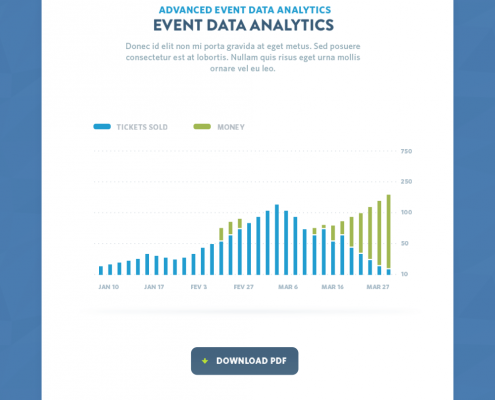 ADVANCED EVENT DATA ANALYTICS
EVENT DATA ANALYTICS
Donec id elit non mi porta gravida at eget metus. Sed posuere
consectetur est at lobortis. Nullam quis risus eget urna mollis
ornare vel eu leo.
TICKETS SOLD MONEY
750
250
100
50
10
JAN 10 JAN 17 FEV 3 FEV 27 MAR 6 MAR 16 MAR 27
DOWNLOAD PDF